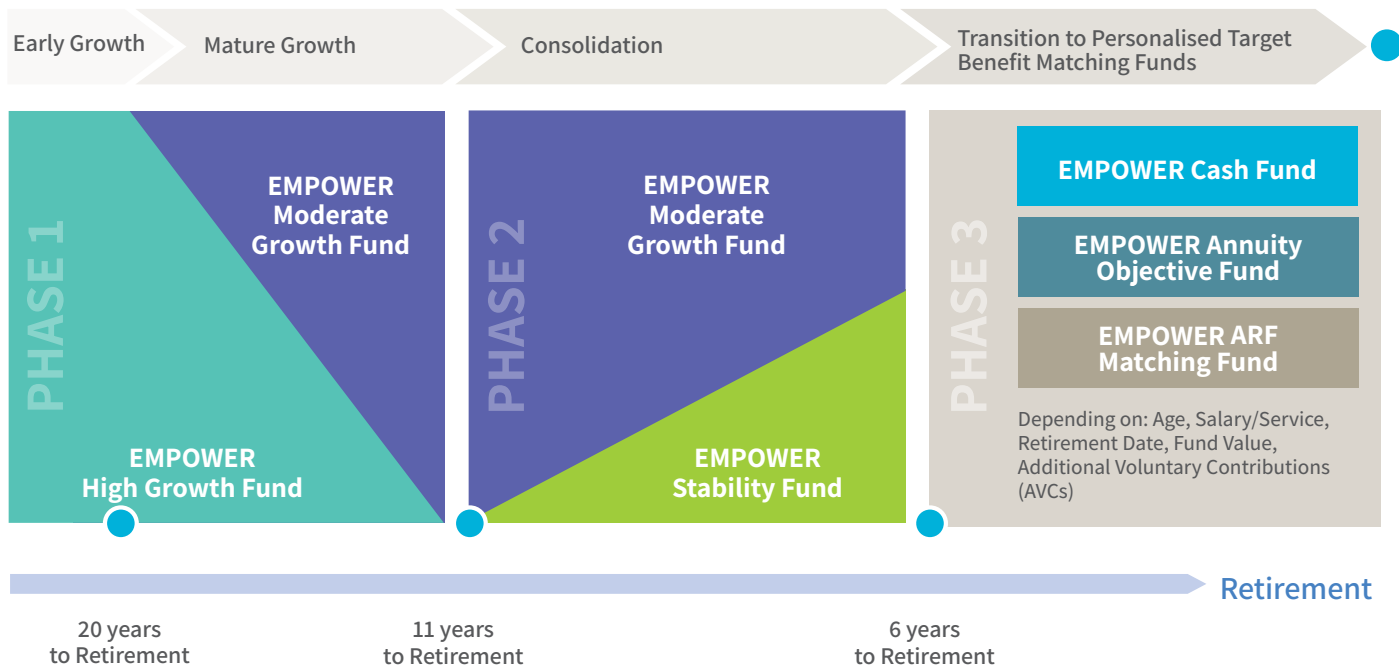 Early Growth
Mature Growth
Consolidation
Transition to Personalised Target
Benefit Matching Funds
PHASE 1
EMPOWER
Moderate
Growth Fund
EMPOWER
High Growth Fund
PHASE 2
EMPOWER
Moderate
Growth Fund
EMPOWER
Stability Fund
PHASE 3
EMPOWER Cash Fund
EMPOWER Annuity
Objective Fund
EMPOWER ARF
Matching Fund
Depending on: Age, Salary/Service,
Retirement Date, Fund Value,
Additional Voluntary Contributions
(AVCs)
Retirement
20 years
to Retirement
11 years
to Retirement
6 years
to Retirement